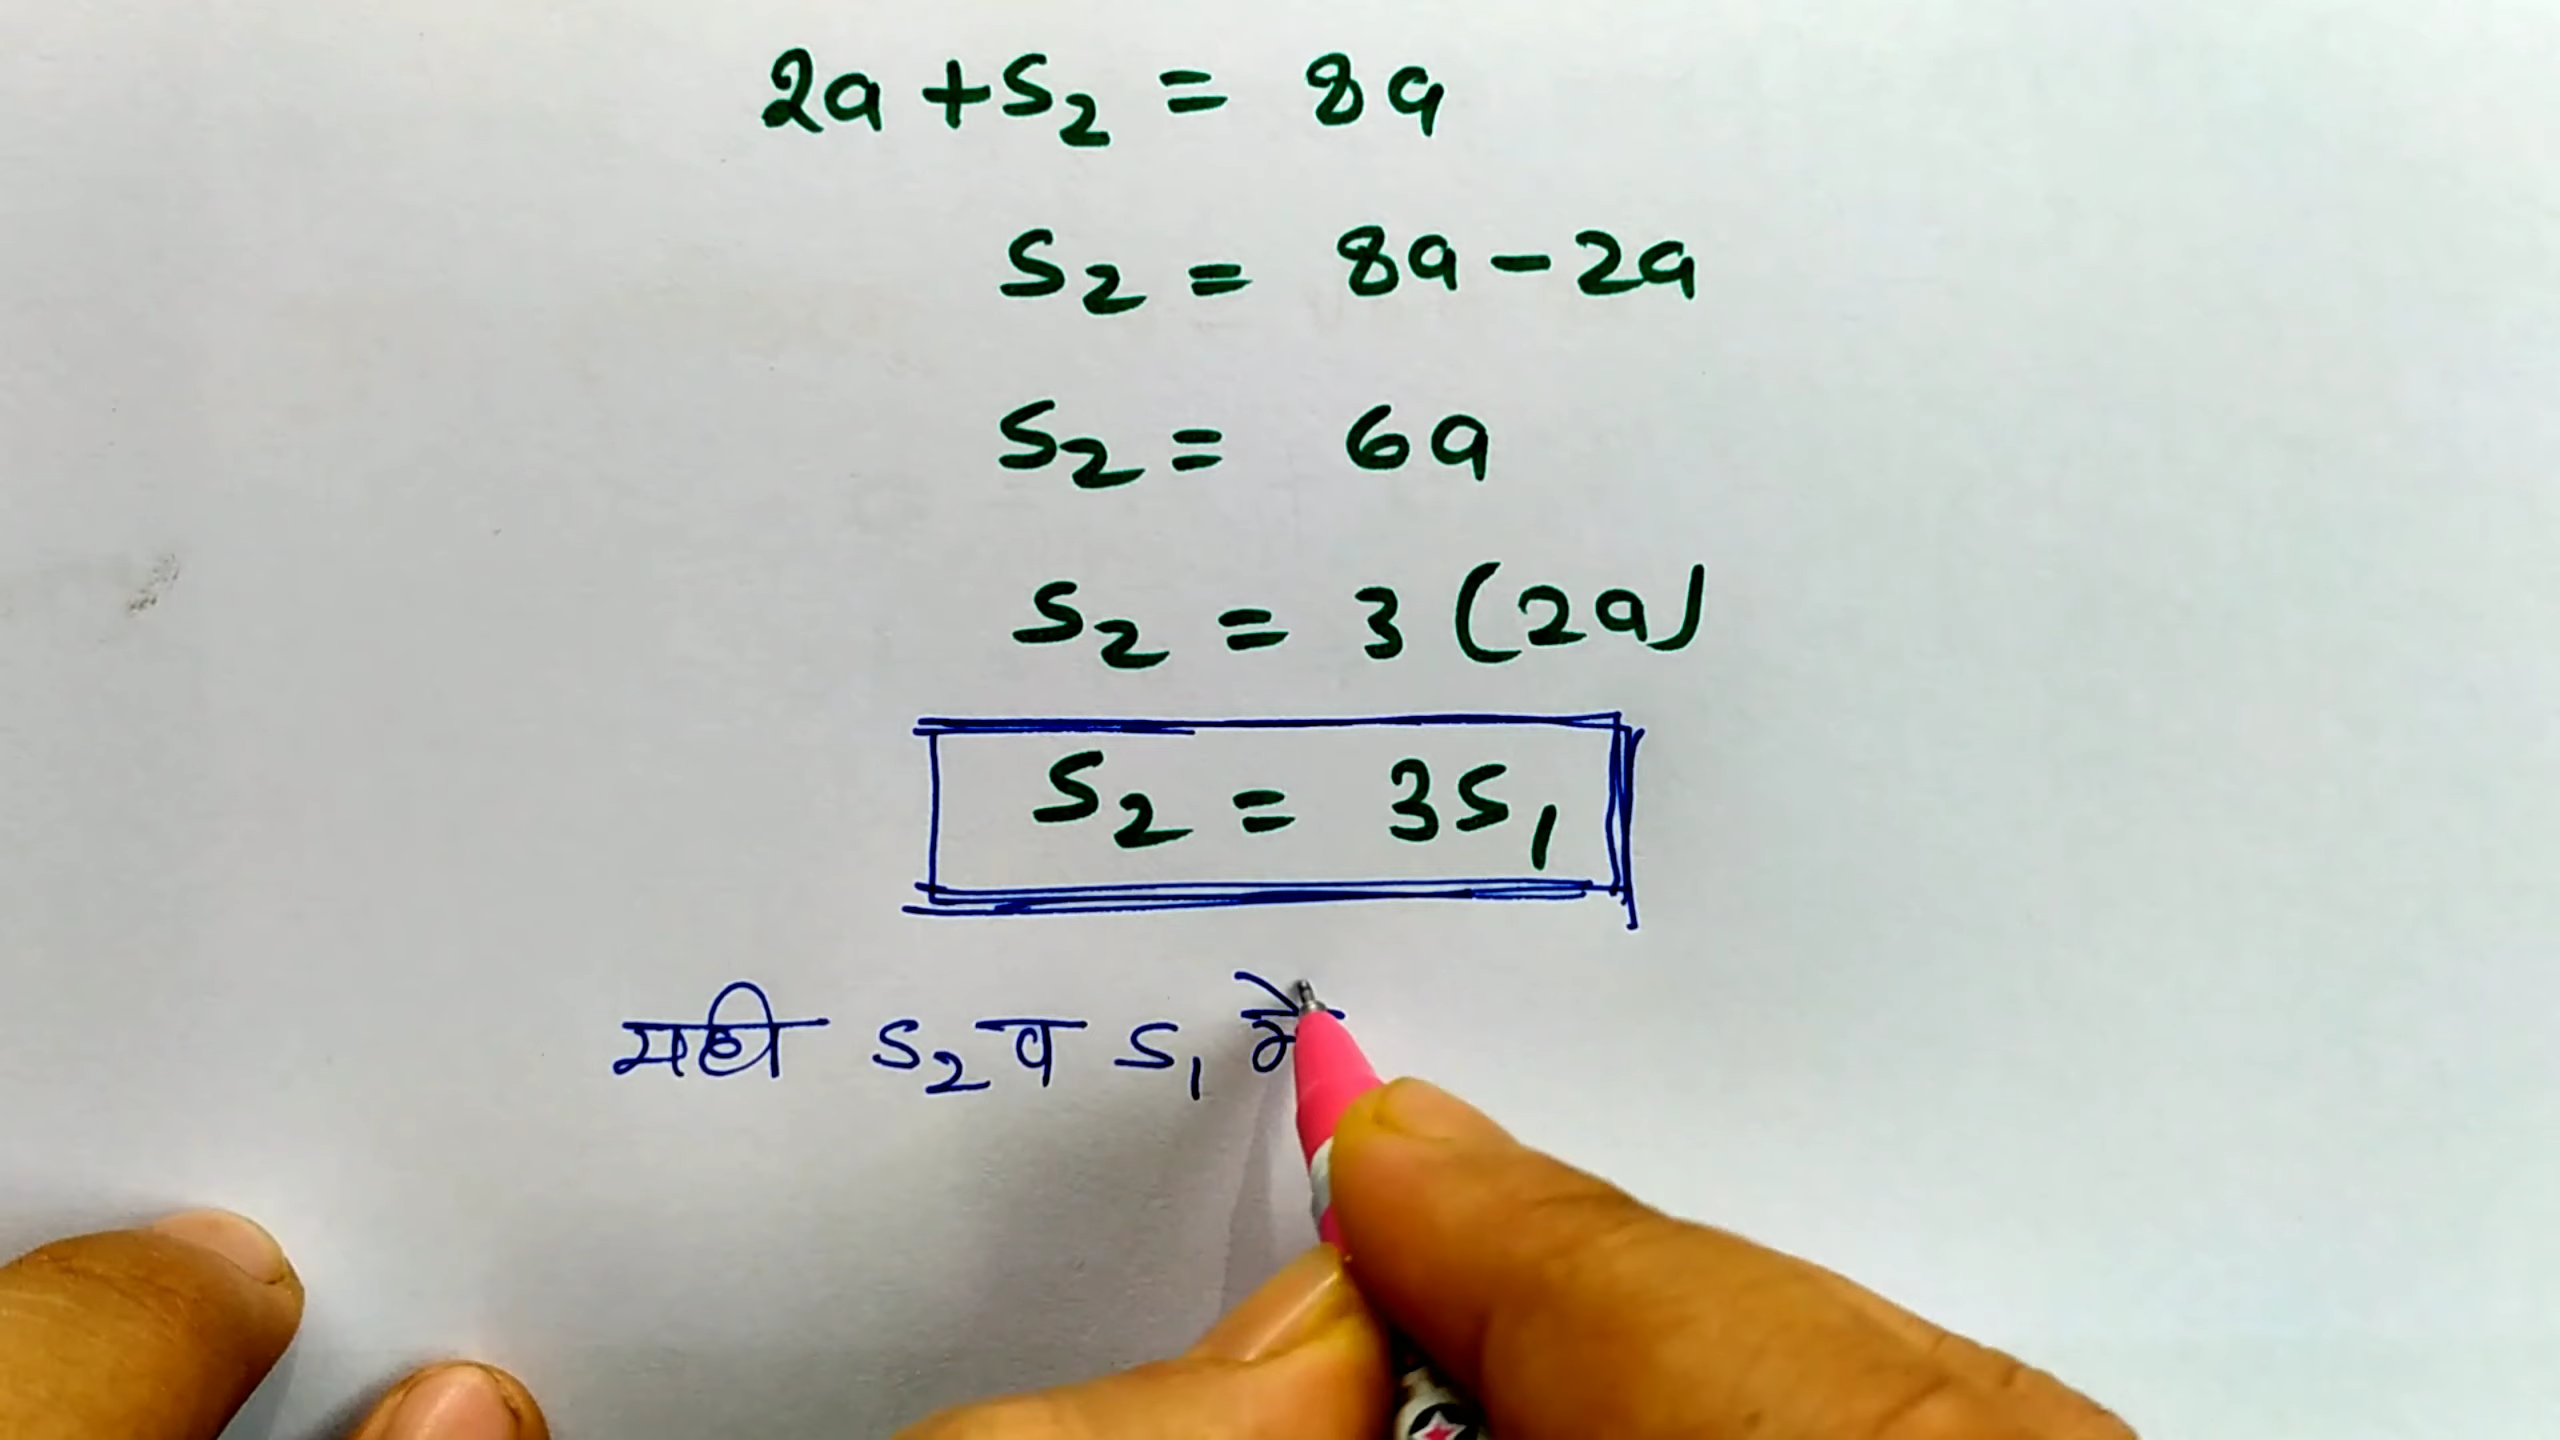 2a + S₂ = 8a
S₂ = 8a - 2a
S₂ = 6a
S₂ = 3 (2a)
S₂ = 3S₁
यही S₂ व S₁ मे